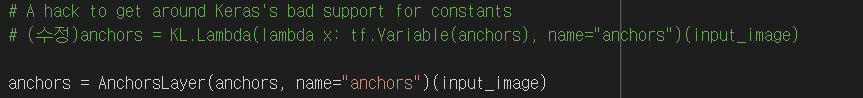 # A hack to get around Keras's bad support for constants
# (수정)anchors = KL.Lambda(lambda x: tf.Variable(anchors), name="anchors")(input_image)
anchors = AnchorsLayer(anchors, name="anchors")(input_image)